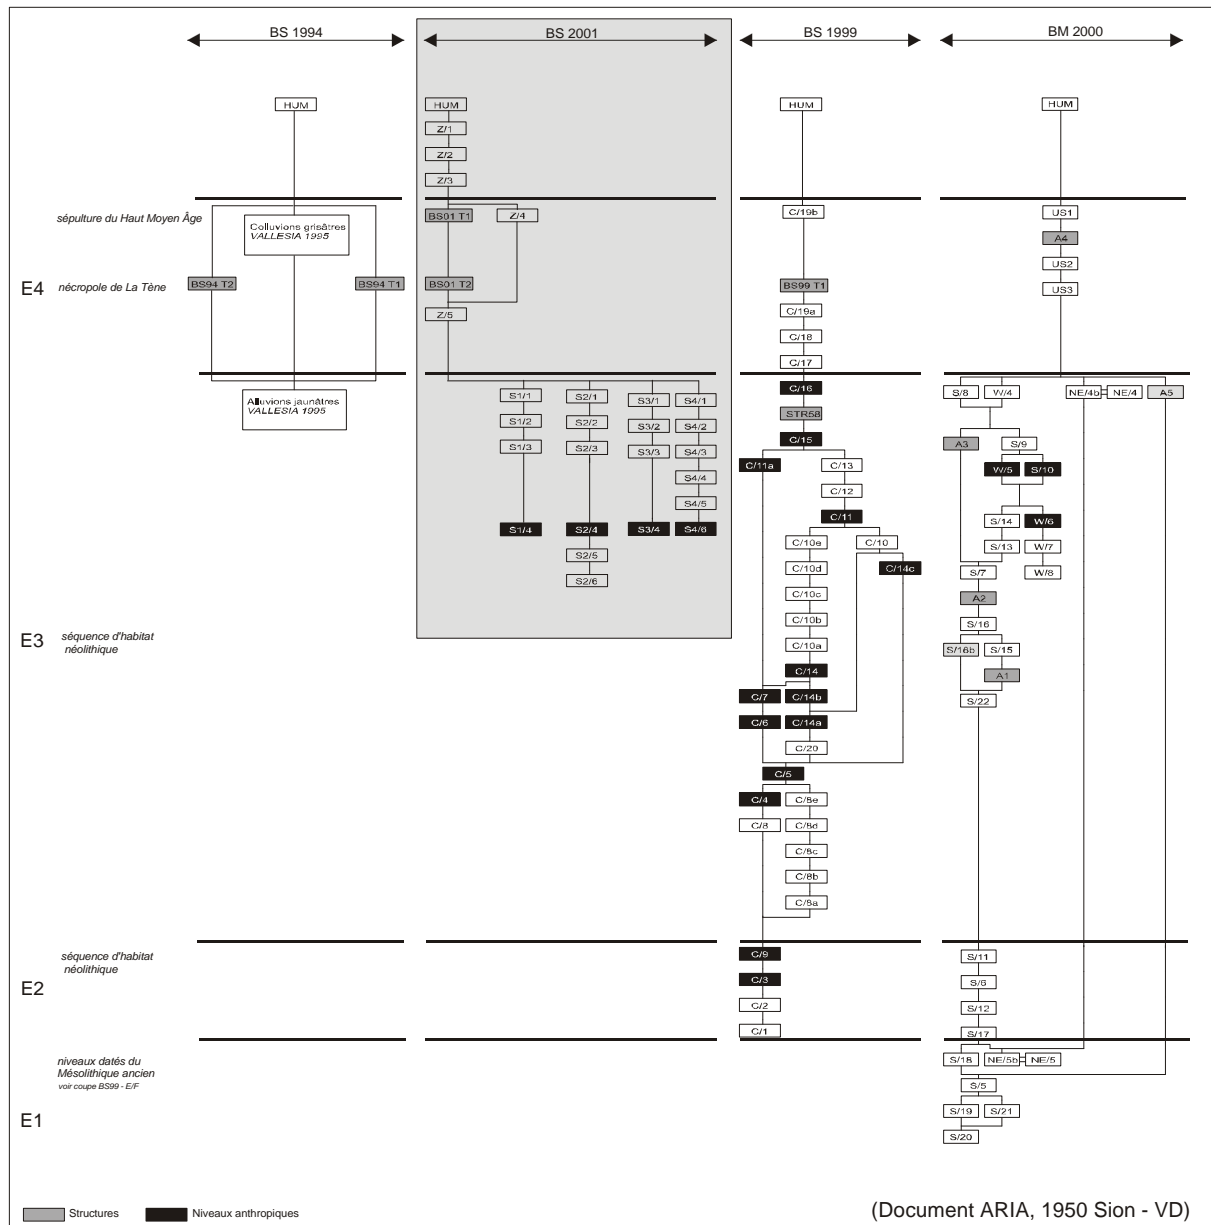 BS 1994 BS 2001 BS 1999 BM 2000
HUM HUM HUM HUM
Z/1
Z/2
Z/3
sépulture du Haut Moyen Âge
Colluvions grisâtres
VALLESIA 1995
BS01 T1 Z/4 C/19b US1
A4
US2
E4 nécropole de La Tène
BS94 T2 BS94 T1 BS01 T2 BS99 T1 US3
Z/5 C/19a
C/18
C/17
Alluvions jaunâtres
VALLESIA 1995
C/16 S/8 W/4 NE/4b NE/4 A5
S1/1 S2/1 S3/1 S4/1
STR58
S1/2 S2/2 S3/2 S4/2
C/15 A3 S/9
S1/3 S2/3 S3/3 S4/3
C/11a C/13 W/5 S/10
S4/4
C/12
S4/5
C/11 S/14 W/6
S1/4 S2/4 S3/4 S4/6
C/10e C/10 S/13 W/7
S2/5
C/10d C/14c S/7 W/8
S2/6
C/10c A2
C/10b S/16
E3 séquence d'habitat
néolithique
C/10a S/16b S/15
C/14 A1
C/7 C/14b S/22
C/6 C/14a
C/20
C/5
C/4 C/8e
C/8 C/8d
C/8c
C/8b
C/8a
séquence d'habitat
néolithique
C/9 S/11
E2
C/3 S/6
C/2 S/12
C/1 S/17
niveaux datés du
Mésolithique ancien
voir coupe BS99 - E/F
S/18 NE/5b NE/5
S/5
E1
S/19 S/21
S/20
Structures Niveaux anthropiques
(Document ARIA, 1950 Sion - VD)